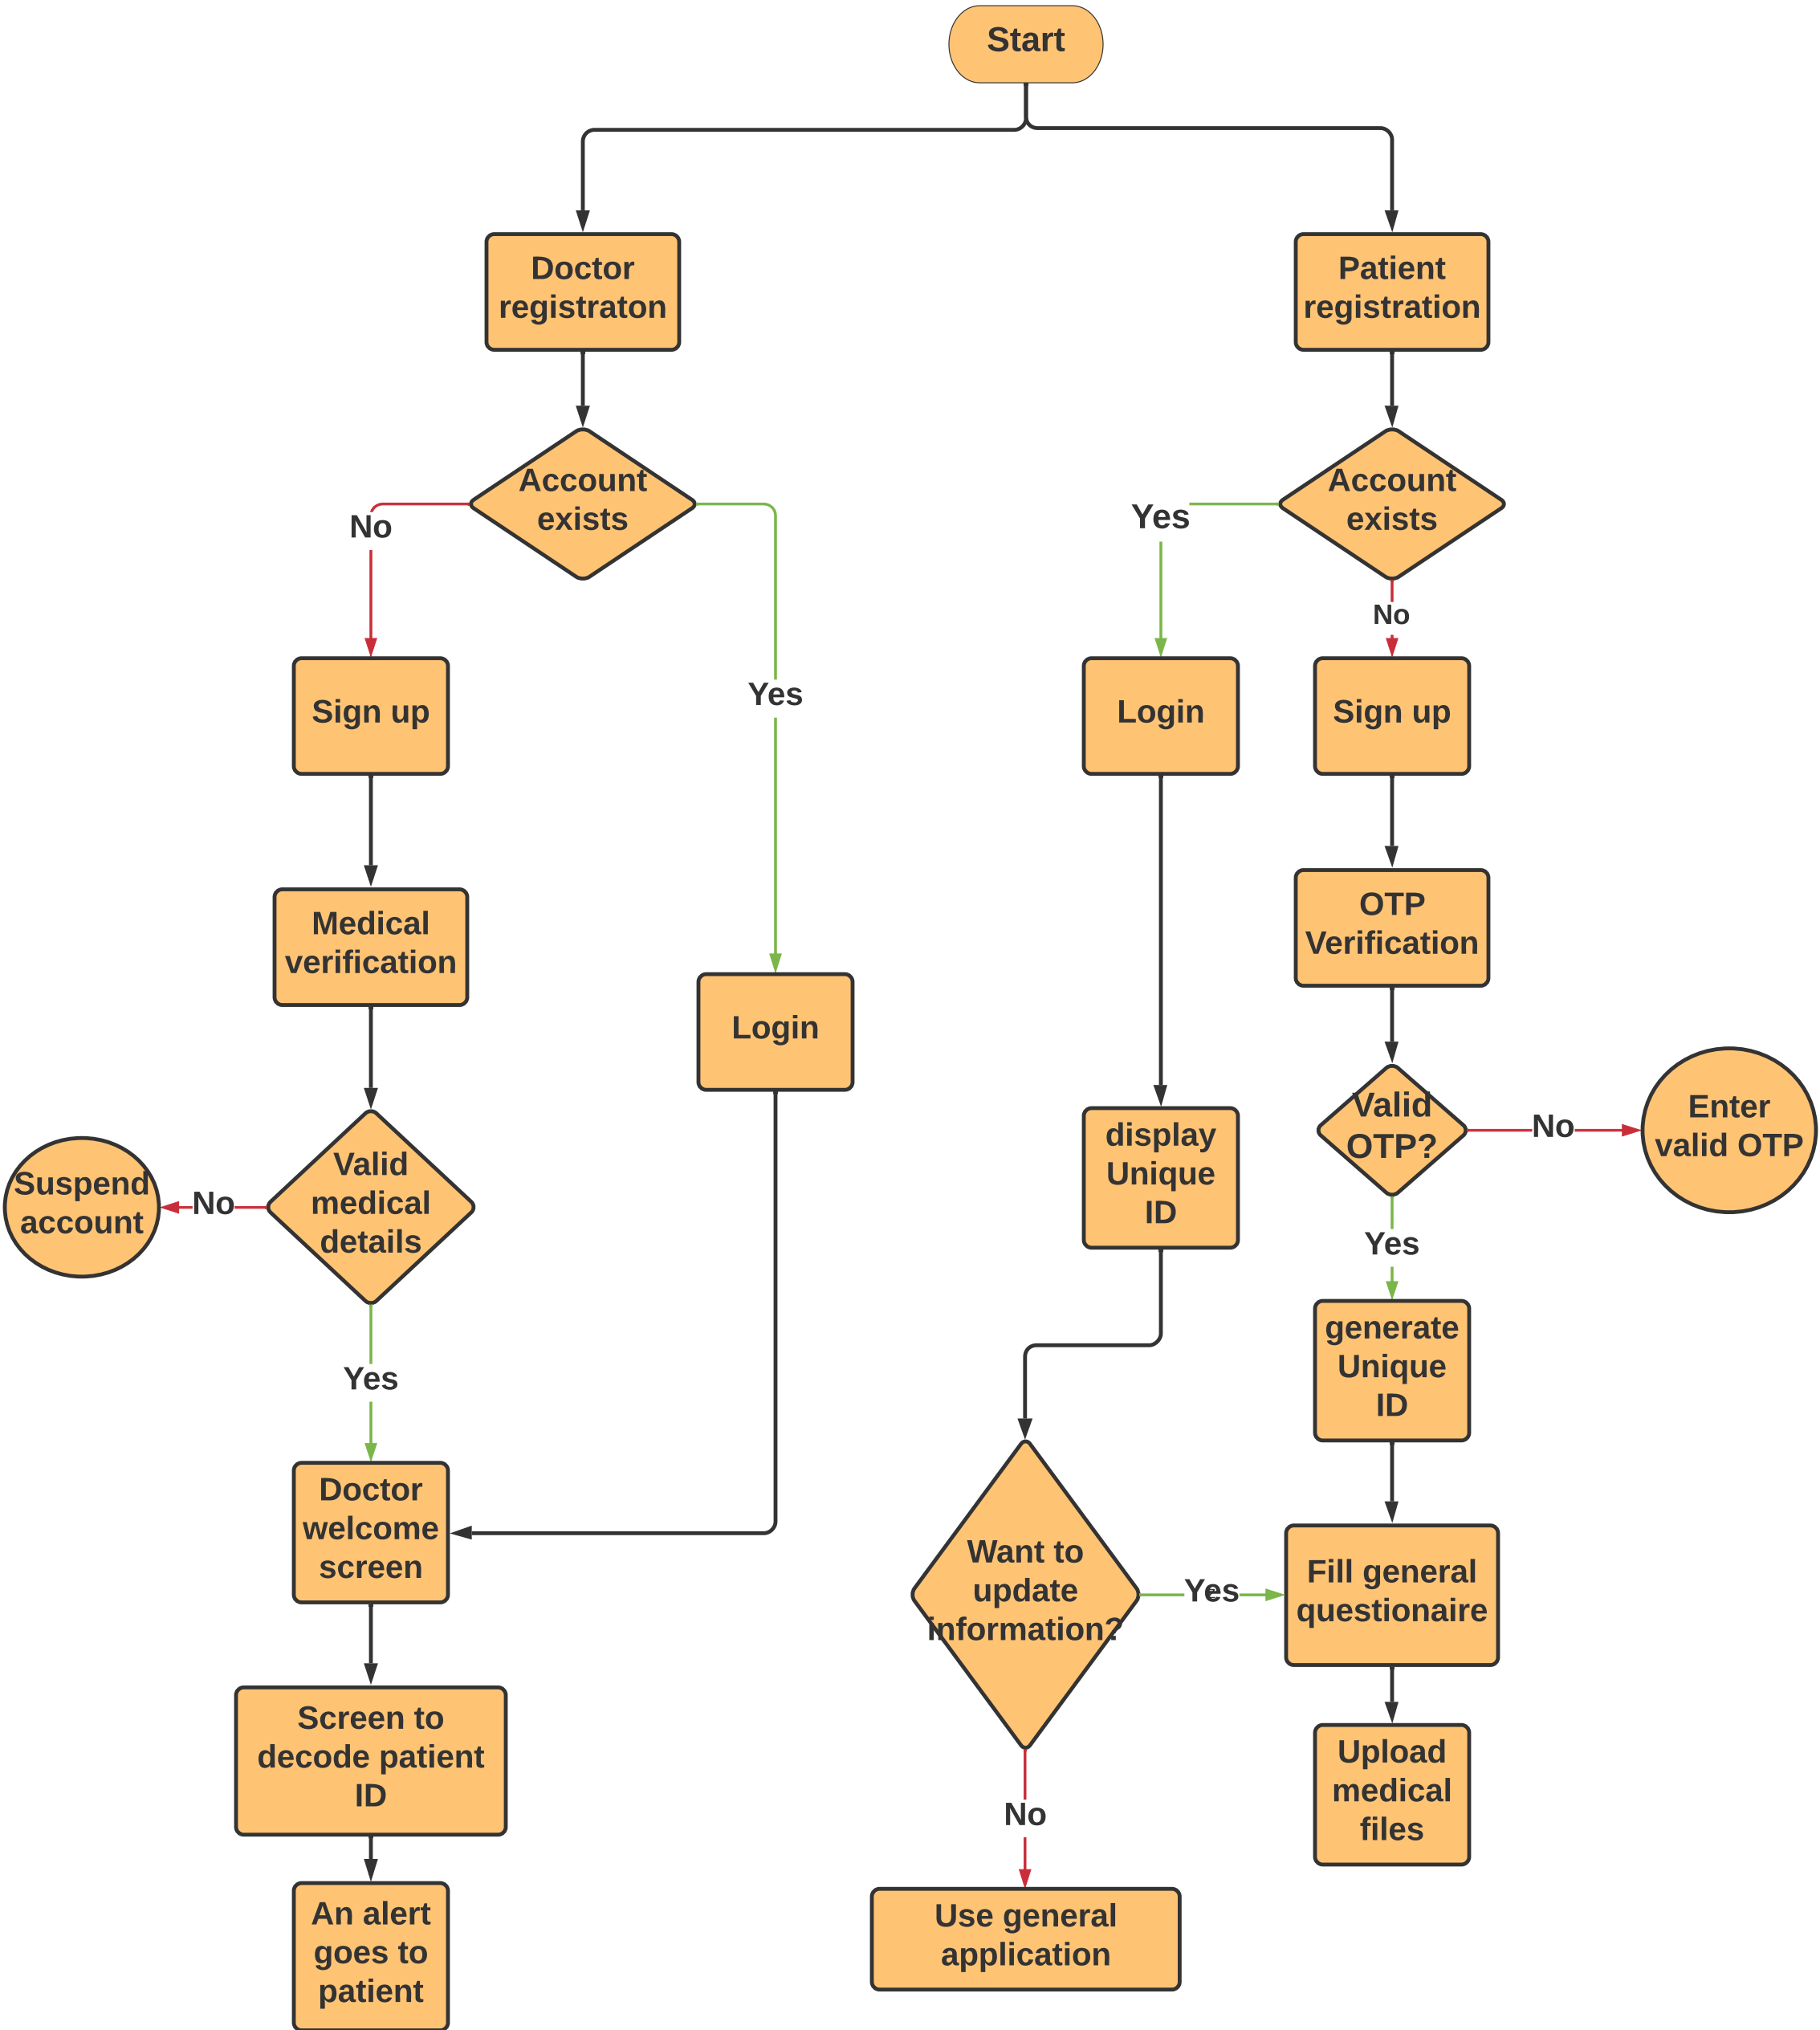 Start
Doctor
registraton
Patient
registration
Account
exists
Account
exists
No
Yes
Yes
No
Sign up
Login
Sign up
Medical
verification
Login
OTP
Verification
Suspend
account
No
Valid
medical
details
display
Unique
ID
Valid
OTP?
No
Enter
valid OTP
Yes
Yes
generate
Unique
ID
Doctor
welcome
screen
Want to
update
information?
Yes
Fill general
questionaire
Screen to
decode patient
ID
No
Upload
medical
files
An alert
goes to
patient
Use general
application